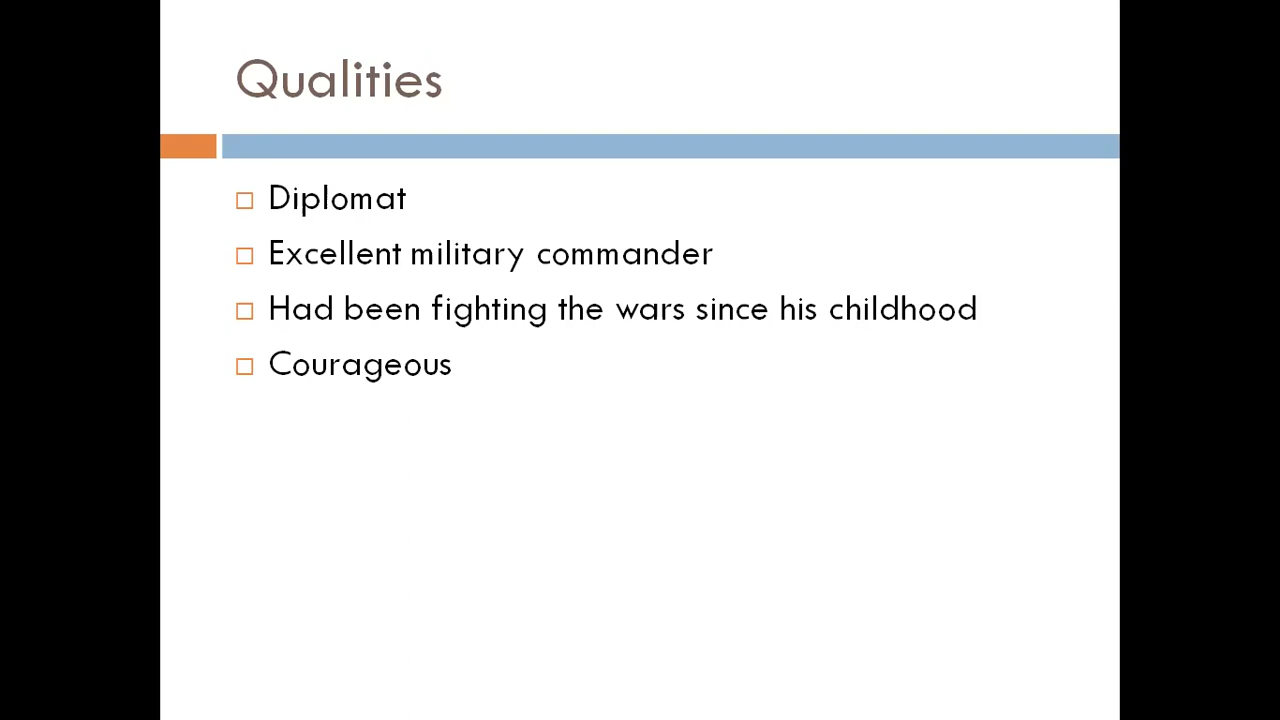 Qualities
Diplomat
Excellent military commander
Had been fighting the wars since his childhood
Courageous